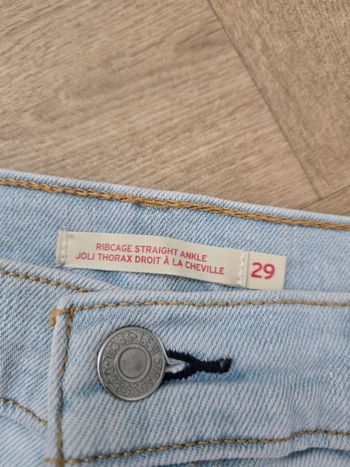 RIBCAGE STRAIGHT ANKLE
JOLI THORAX DROIT À LA CHEVILLE
29